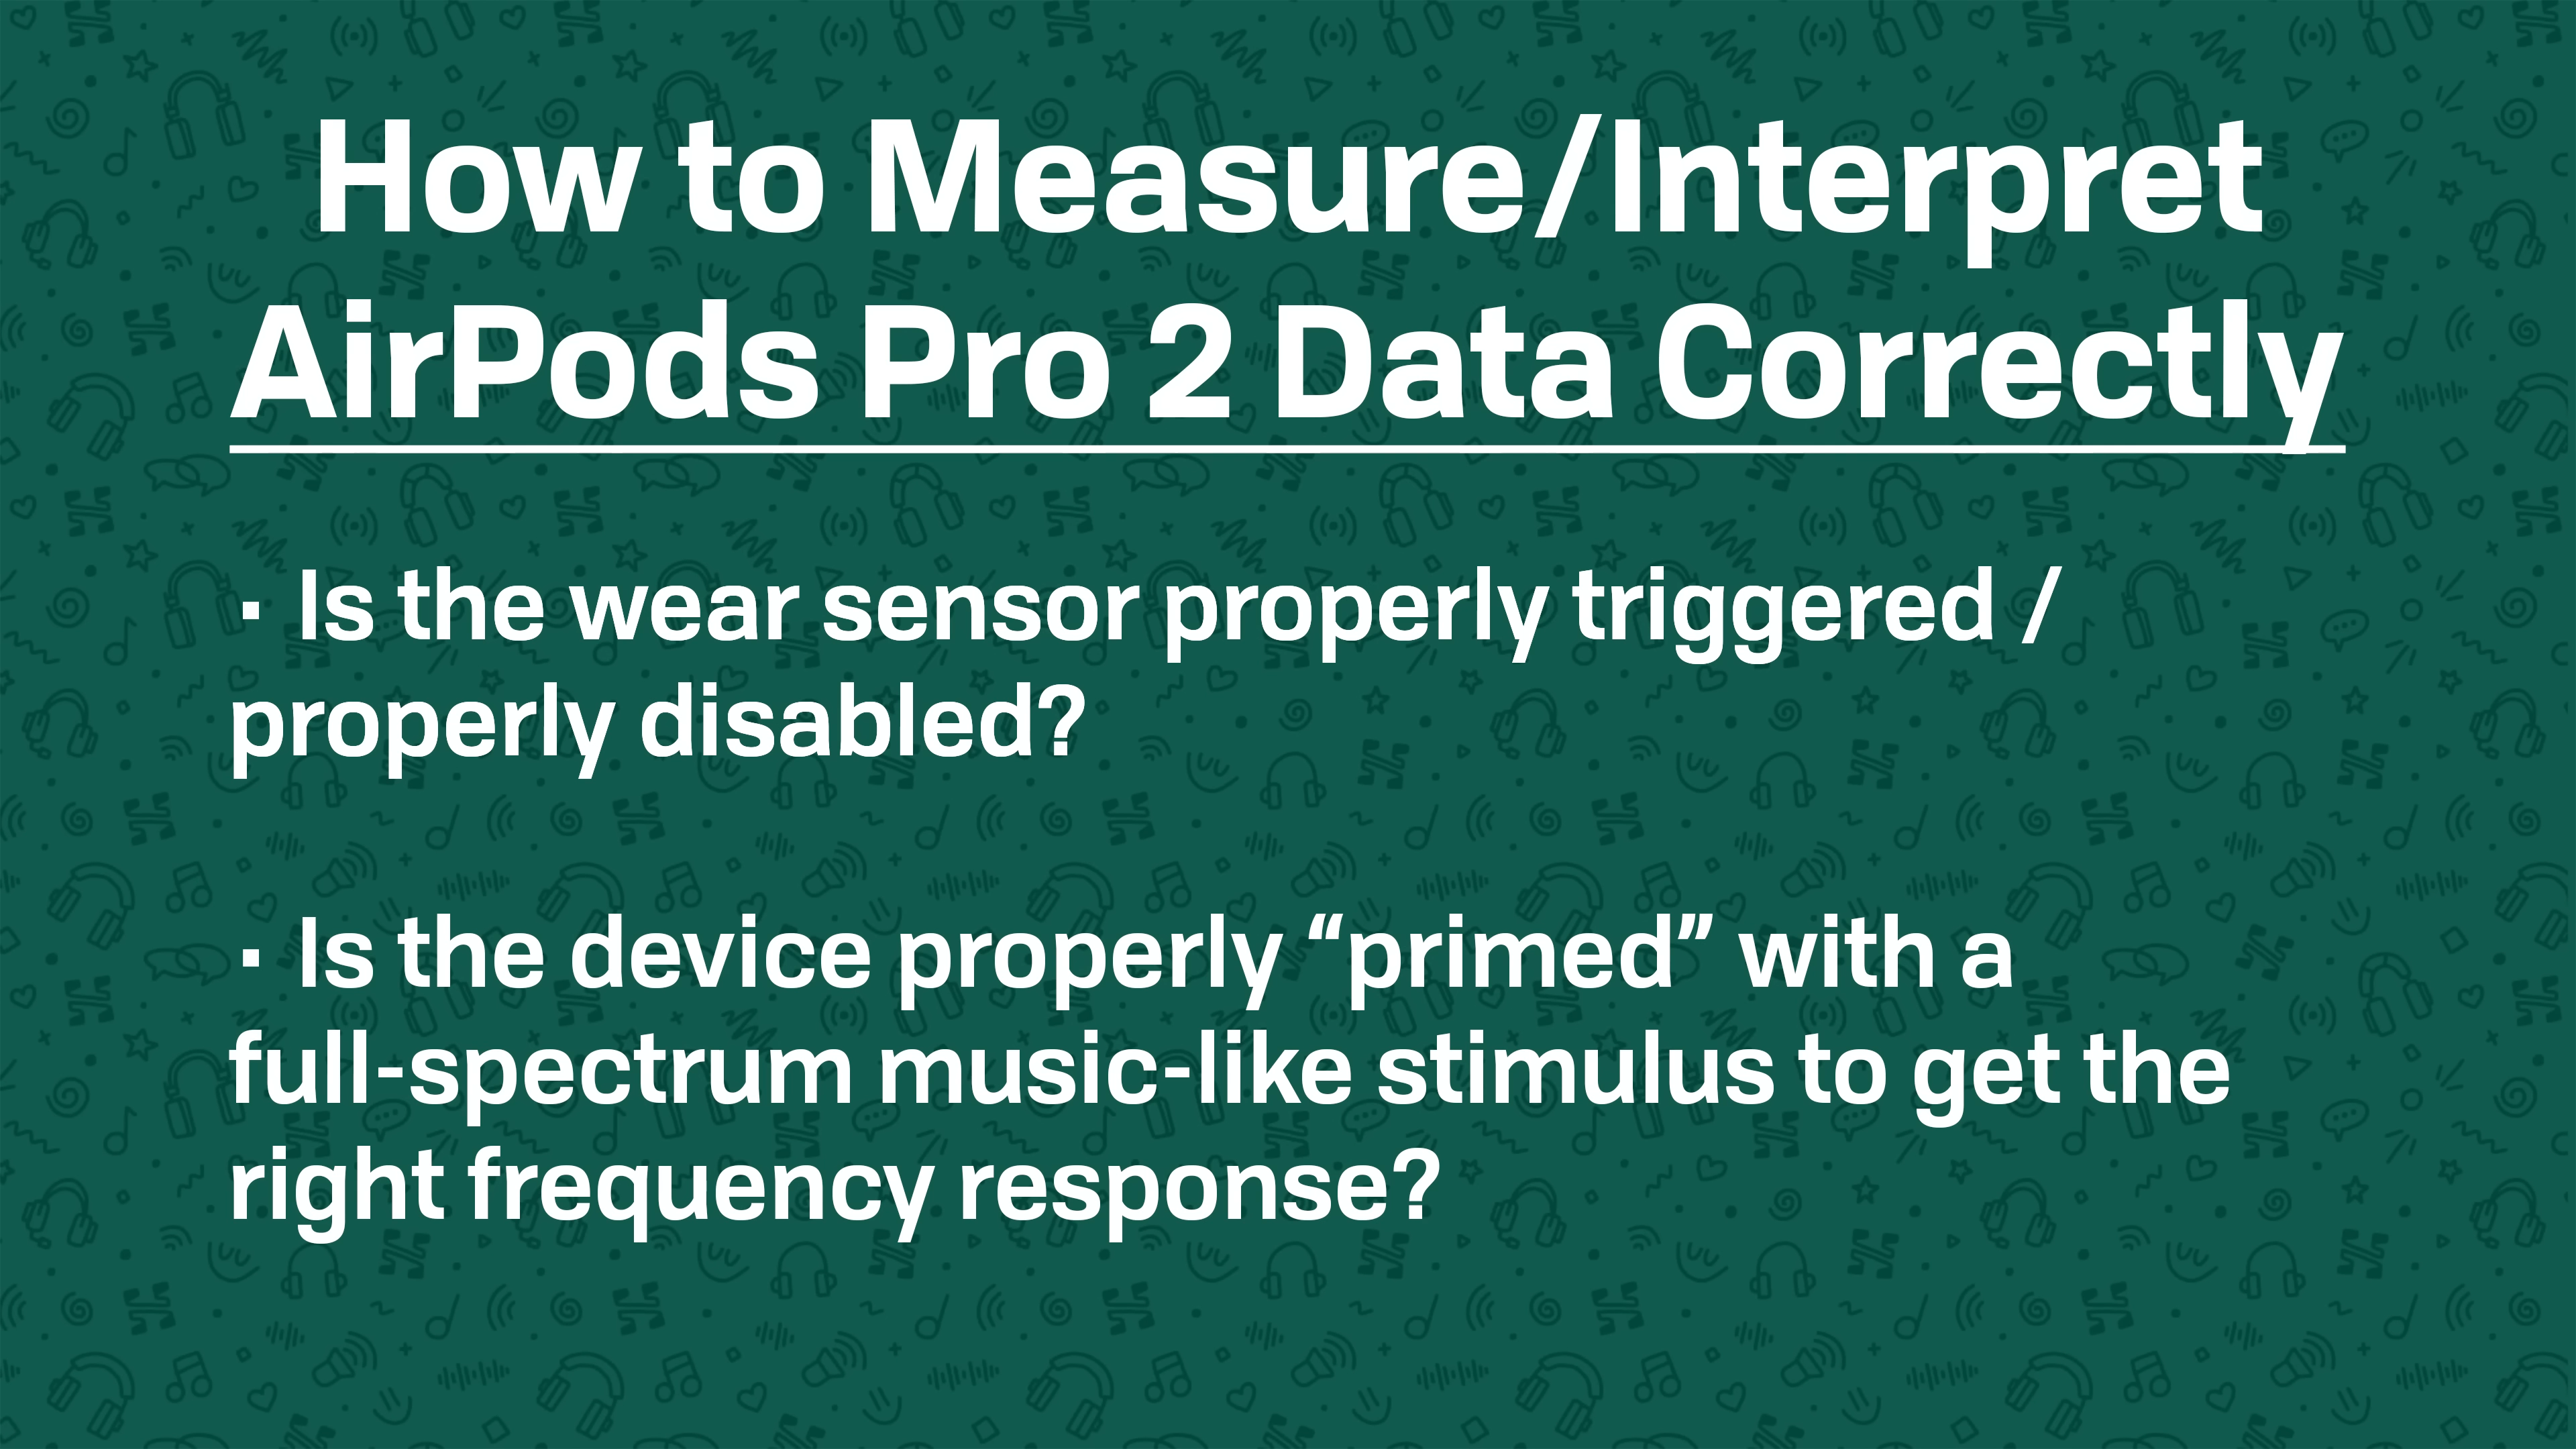 How to Measure/Interpret
AirPods Pro 2 Data Correctly
· Is the wear sensor properly triggered /
properly disabled?
· Is the device properly “primed” with a
full-spectrum music-like stimulus to get the
right frequency response?